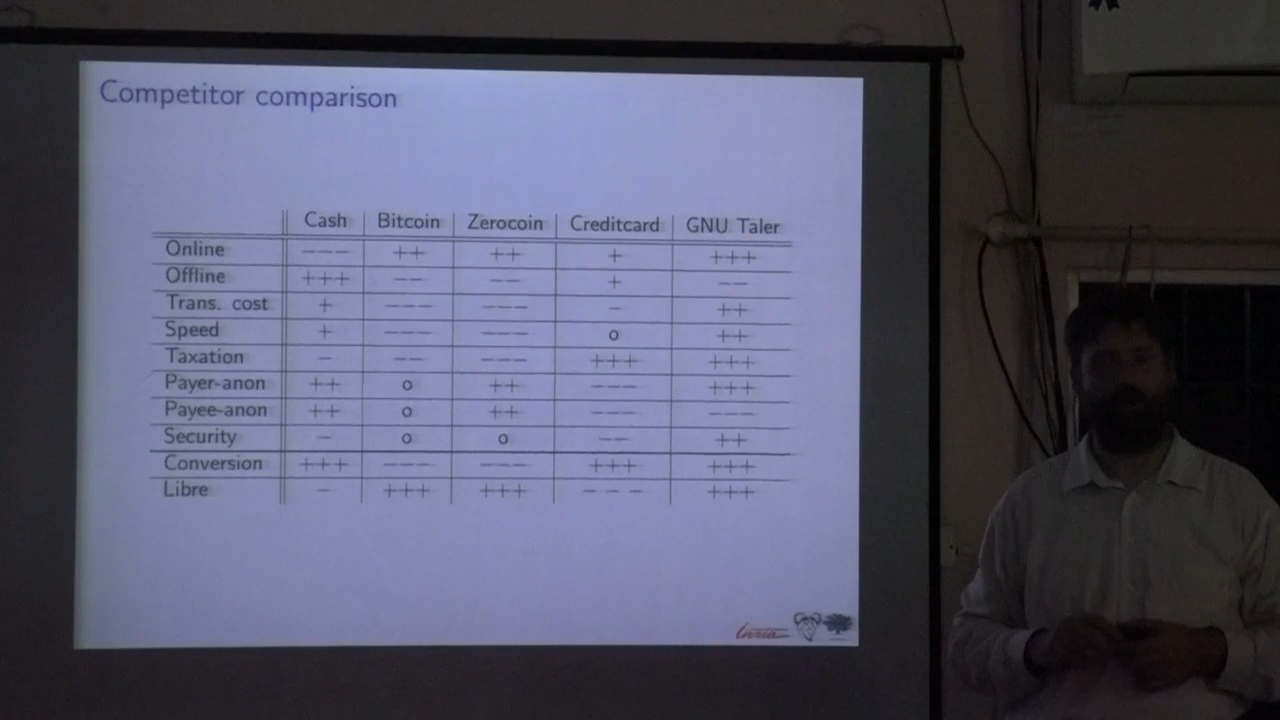 Competitor comparison
Cash Bitcoin Zerocoin Creditcard GNU Taler
Online − − − ++ ++ + +++
Offline +++ −− −− + −−
Trans. cost + − − − − − − − ++
Speed + − − − − − − o ++
Taxation − −− − − − +++ +++
Payer-anon ++ o ++ − − − +++
Payee-anon ++ o ++ − − − − − −
Security − o o −− ++
Conversion +++ − − − − − − +++ +++
Libre − +++ +++ − − − +++
Inria